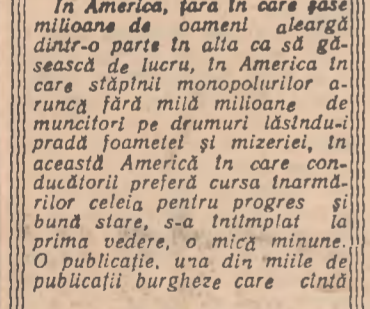 In America, țara în care șase
milioane de oameni aleargă
dintr-o parte în alta ca să gă-
sească de lucru, în America în
care stăpînii monopolurilor a-
runcă fără milă milioane de
muncitori pe drumuri lăsîndu-i
pradă foametei și mizeriei, în
această Americă în care con-
ducătorii preferă cursa înarmă-
rilor celeia pentru progres și
bună stare, s-a întîmplat la
prima vedere, o mică minune.
O publicație, una din miile de
publicații burgheze care cîntă